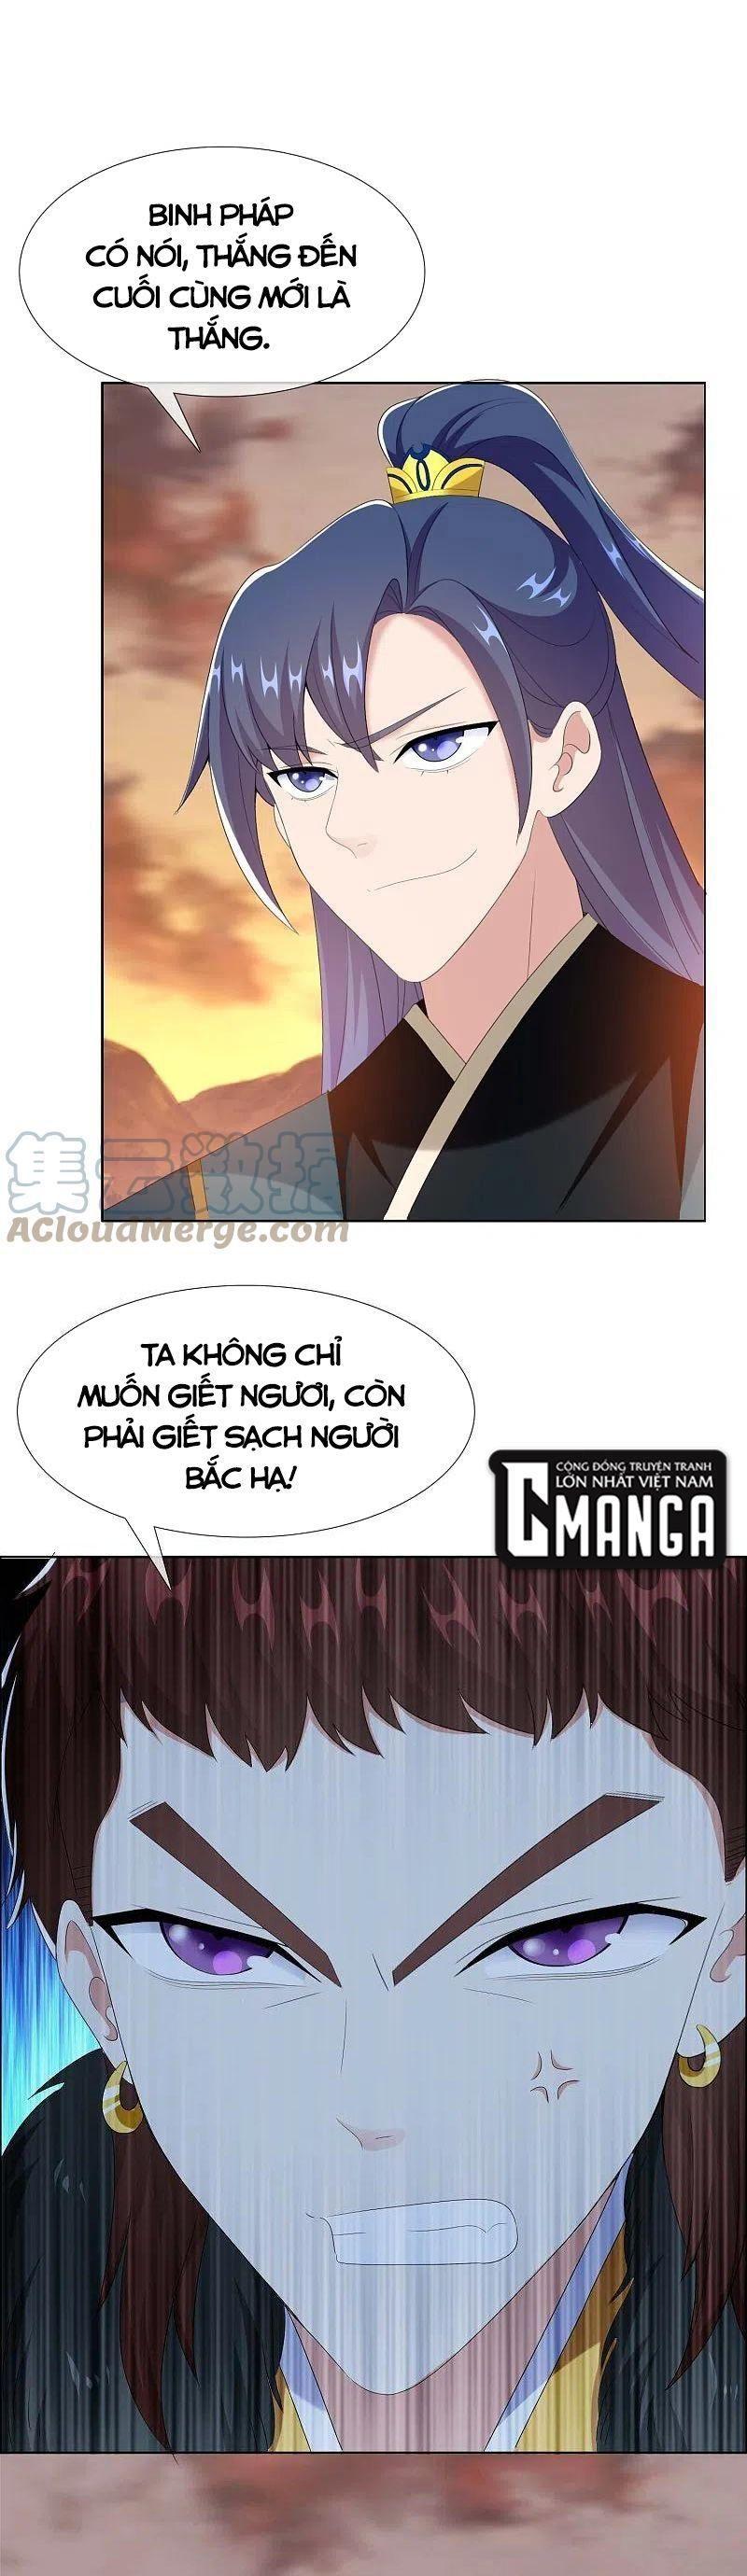 BINH PHÁP
CÓ NÓI, THẮNG ĐẾN
CUỐI CÙNG MỚI LÀ
THẮNG.
集云数据
ACloudMerge.com
TA KHÔNG CHỈ
MUỐN GIẾT NGƯƠI, CÒN
PHẢI GIẾT SẠCH NGƯỜI
BẮC HẠ!
CỘNG ĐỒNG TRUYỆN TRANH
LỚN NHẤT VIỆT NAM
CMANGA